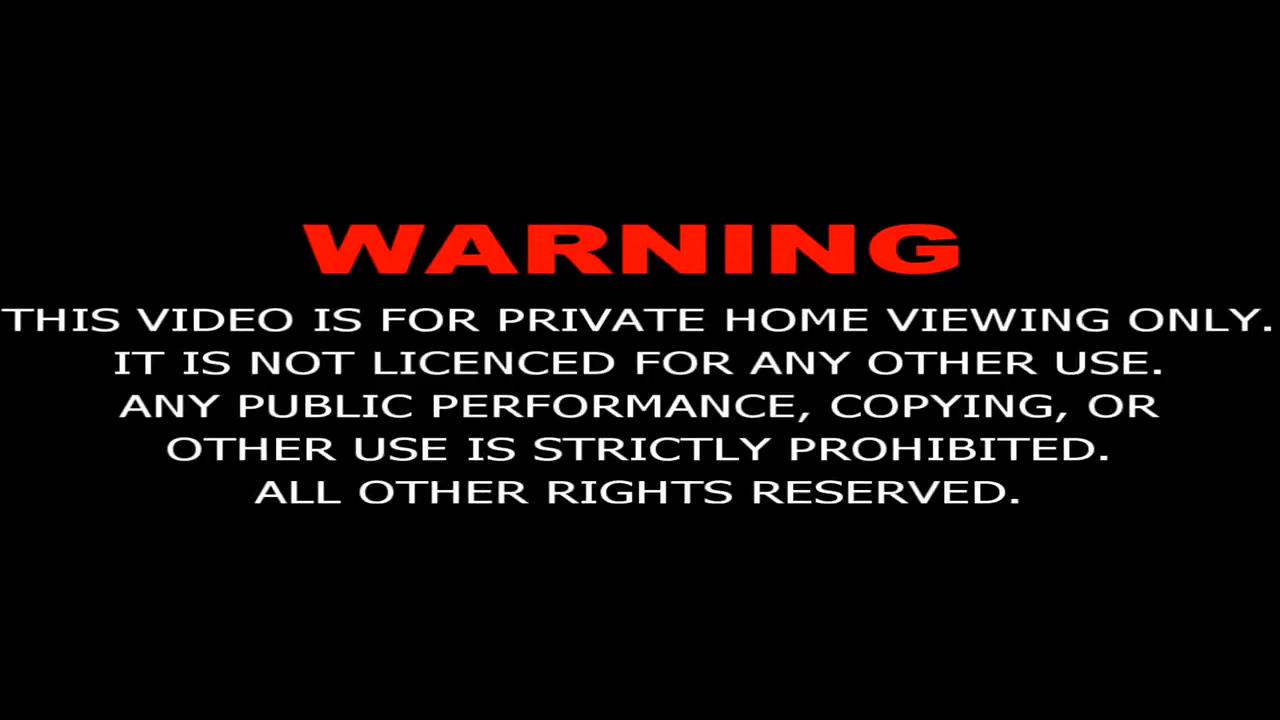 WARNING
THIS VIDEO IS FOR PRIVATE HOME VIEWING ONLY.
IT IS NOT LICENCED FOR ANY OTHER USE.
ANY PUBLIC PERFORMANCE, COPYING, OR
OTHER USE IS STRICTLY PROHIBITED.
ALL OTHER RIGHTS RESERVED.